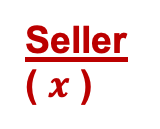 Seller
( x )